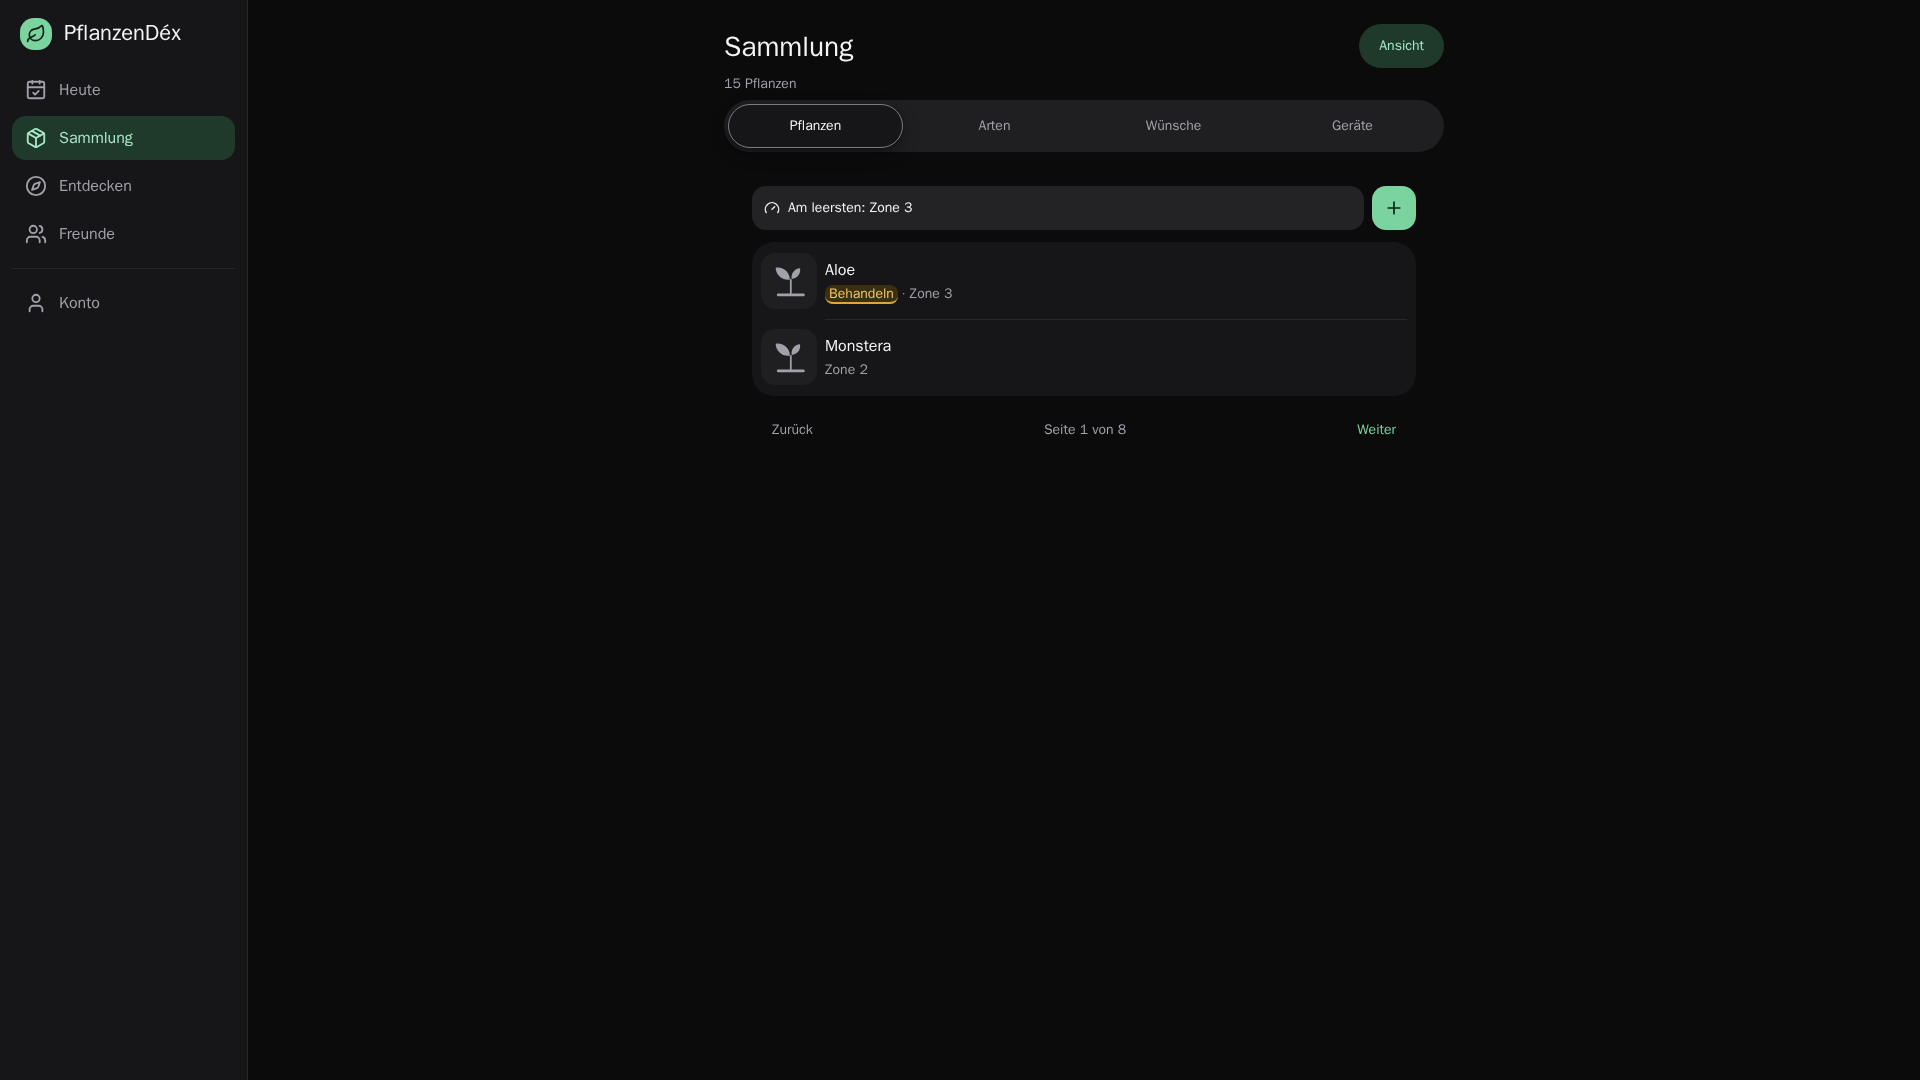 PflanzenDéx
Heute
Sammlung
Entdecken
Freunde
Konto
Sammlung
Ansicht
15 Pflanzen
Pflanzen
Arten
Wünsche
Geräte
Am leersten: Zone 3
Aloe
Behandeln · Zone 3
Monstera
Zone 2
Zurück
Seite 1 von 8
Weiter